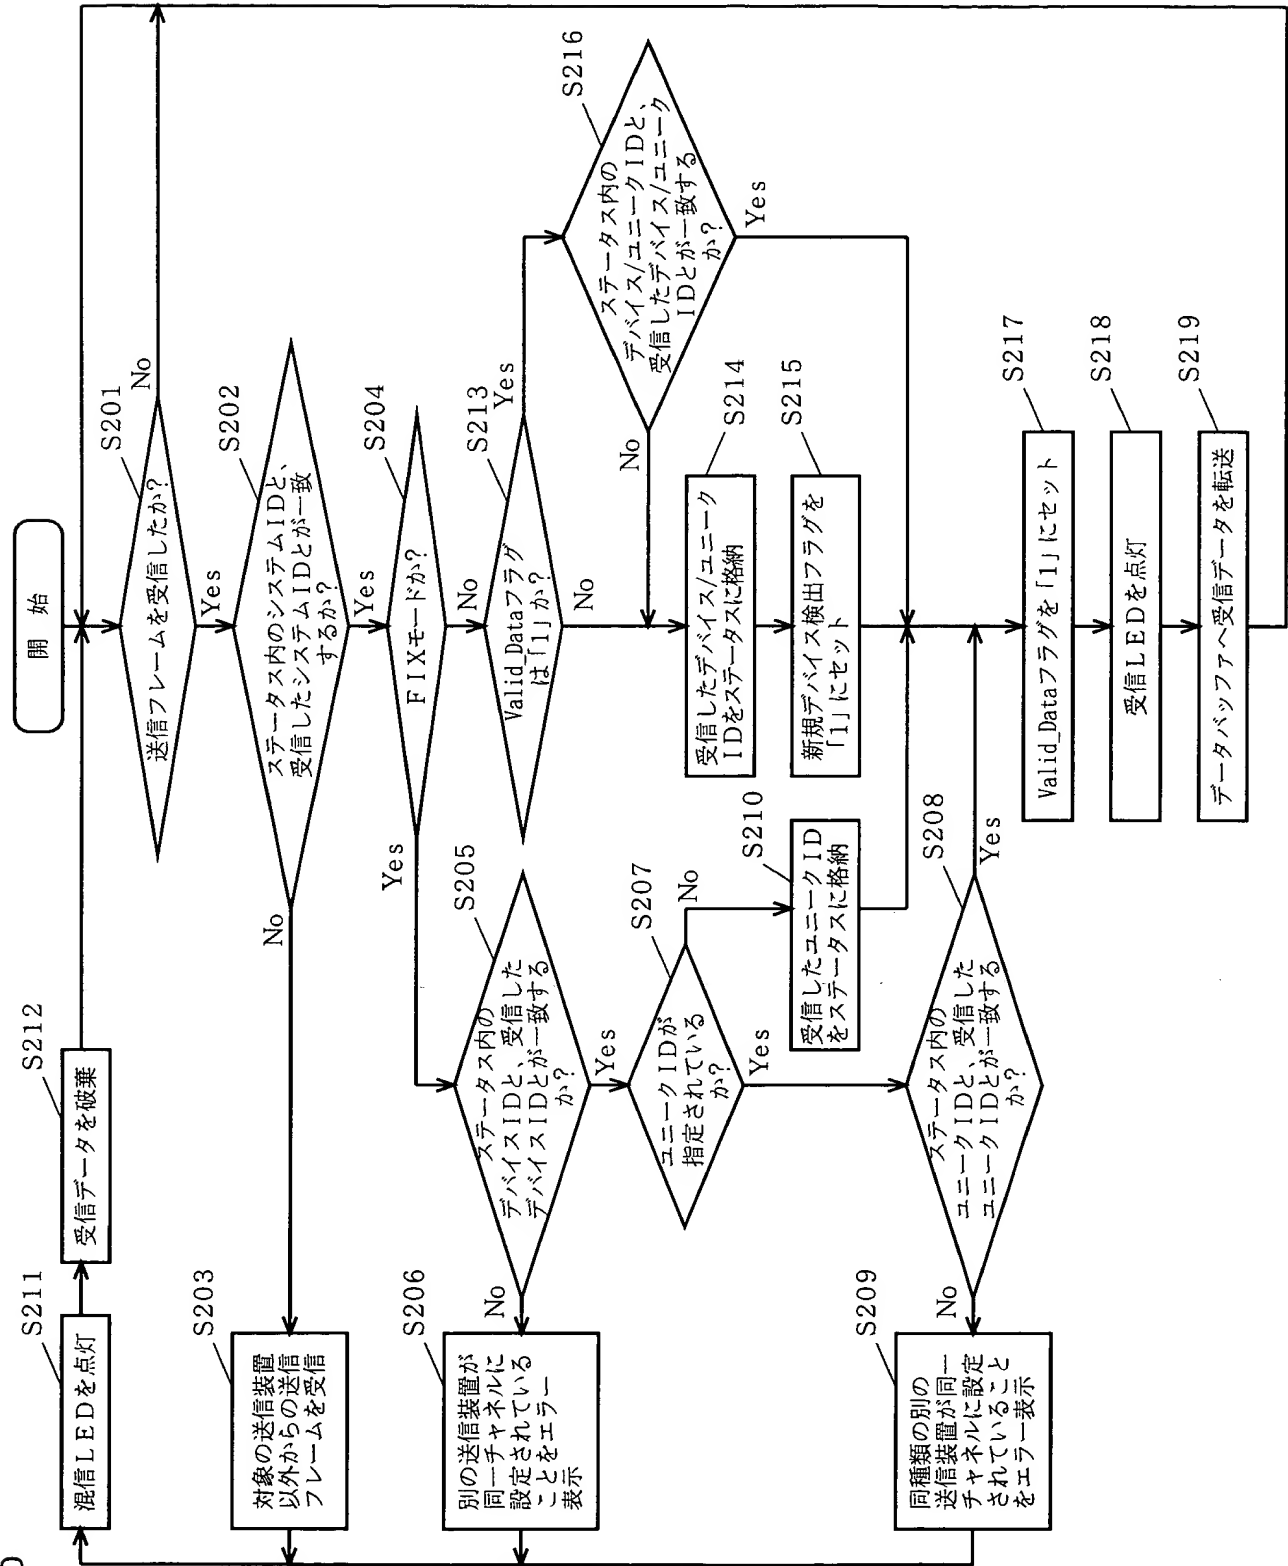 開 始
S201
送信フレームを受信したか?
No
Yes
S202
ステータス内のシステムIDと、
受信したシステムIDとが一致
するか?
No
Yes
S203
対象の送信装置
以外からの送信
フレームを受信
S204
FIXモードか?
Yes
No
S205
ステータス内の
デバイスIDと、受信した
デバイスIDとが一致する
か?
No
Yes
S206
別の送信装置が
同一チャネルに
設定されている
ことをエラー
表示
S207
ユニークIDが
指定されている
か?
No
Yes
S208
ステータス内の
ユニークIDと、受信した
ユニークIDとが一致する
か?
No
Yes
S209
同種類の別の
送信装置が同一
チャネルに設定
されていること
をエラー表示
S210
受信したユニークID
をステータスに格納
S211
混信LEDを点灯
S212
受信データを破棄
S213
Valid_Dataフラグ
は「1」か?
Yes
No
S214
受信したデバイス/ユニーク
IDをステータスに格納
S215
新規デバイス検出フラグを
「1」にセット
S216
ステータス内の
デバイス/ユニークIDと、
受信したデバイス/ユニーク
IDとが一致する
か?
No
Yes
S217
Valid_Dataフラグを「1」にセット
S218
受信LEDを点灯
S219
データバッファへ受信データを転送